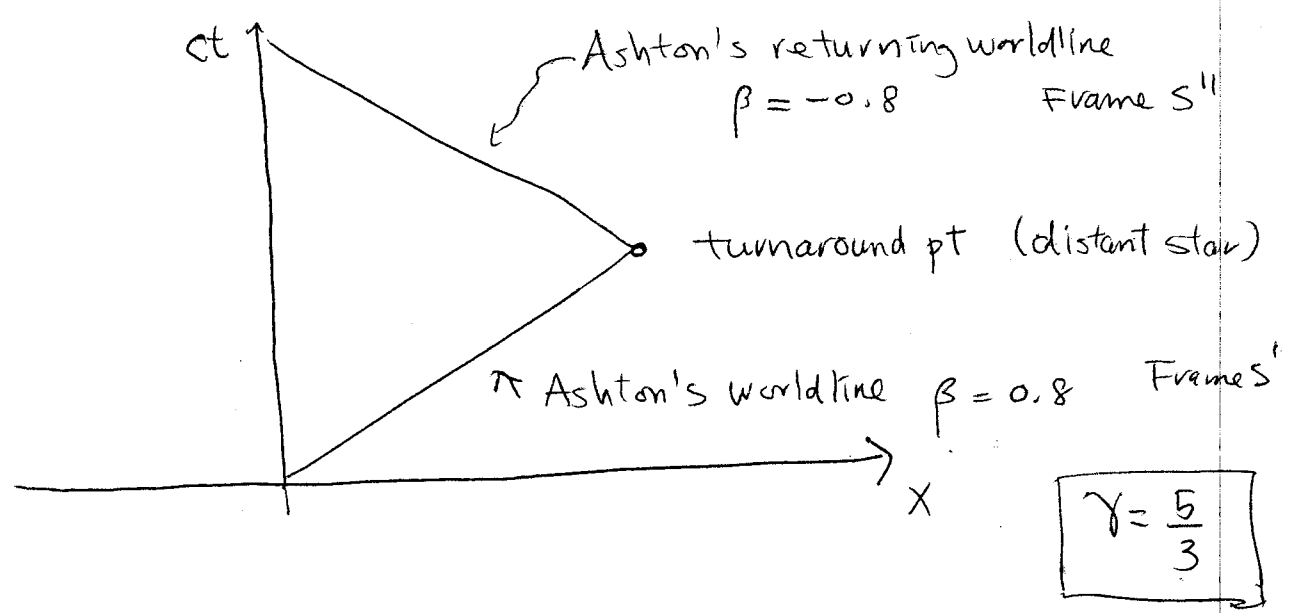 ct
Ashton's returning worldline
β = -0.8 Frame S"
turnaround pt (distant star)
Ashton's worldline β = 0.8 Frame S'
x
γ = 5/3